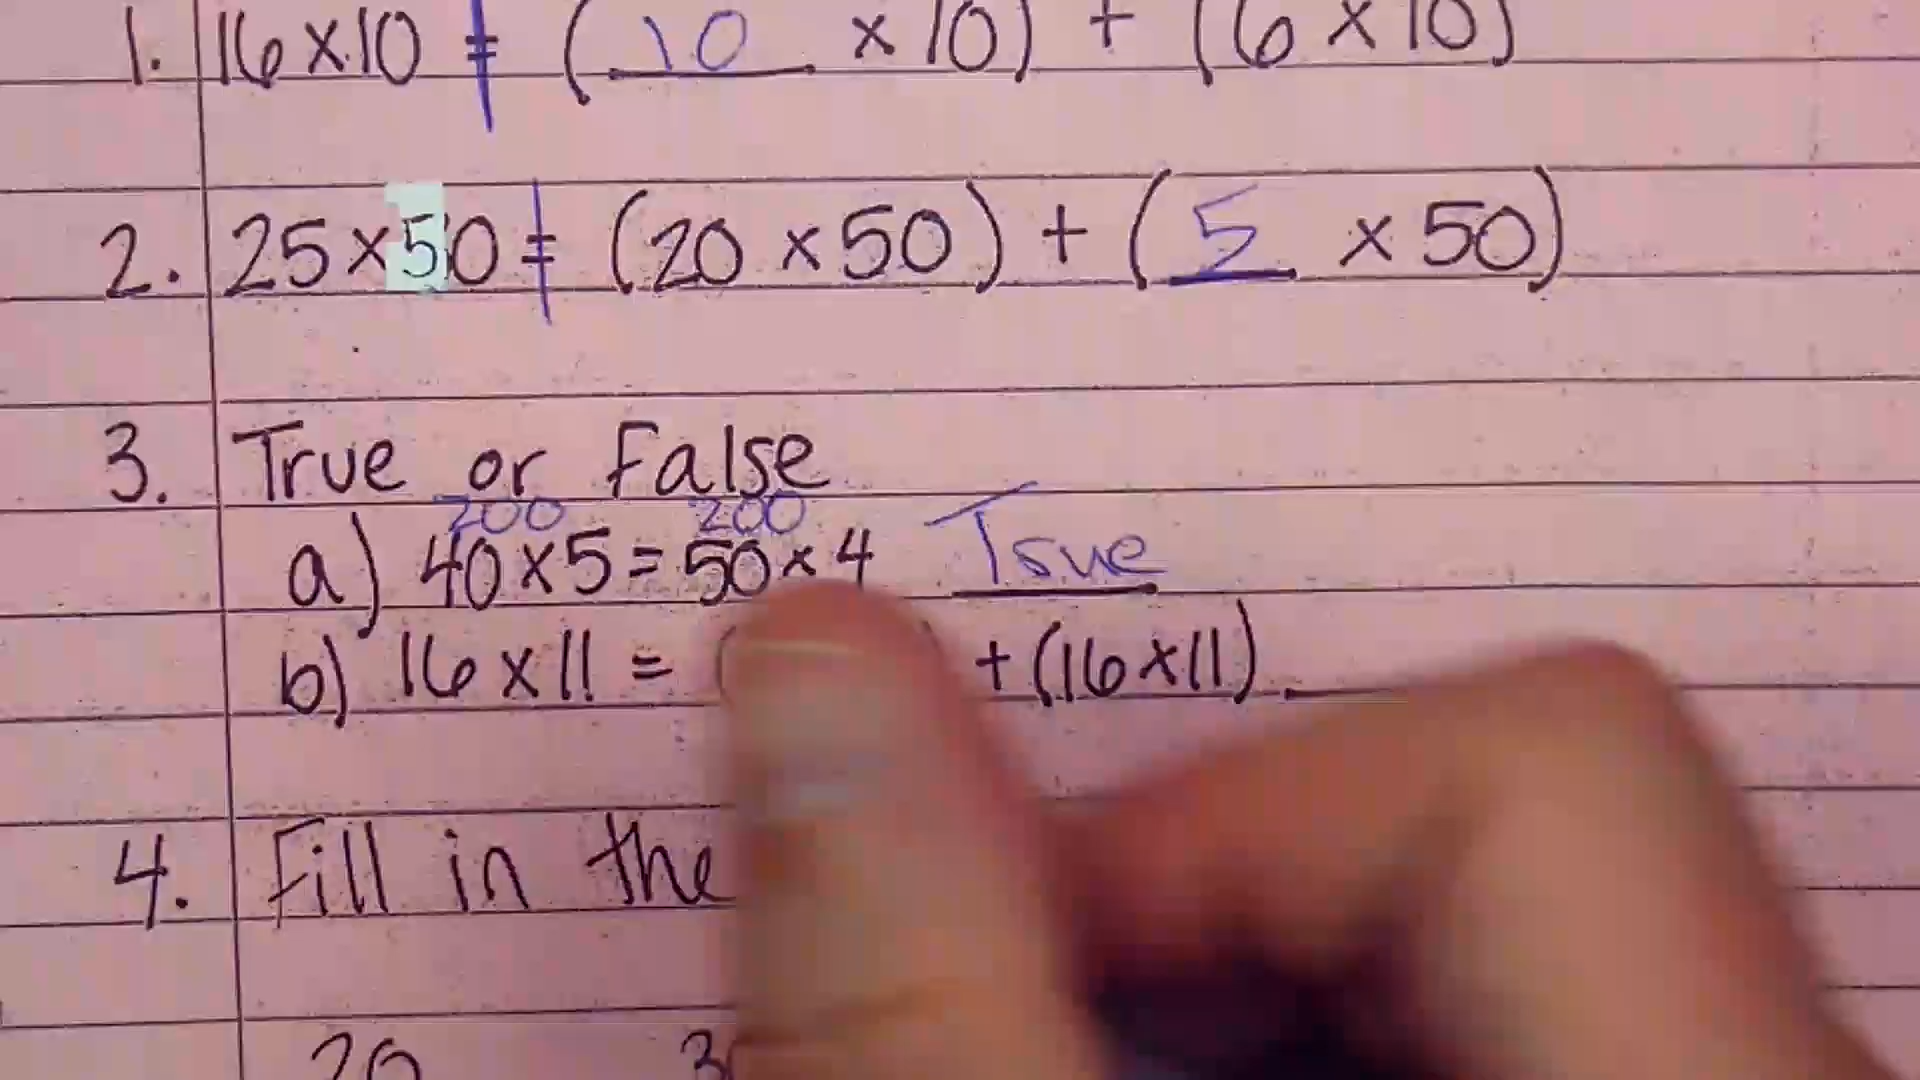 1. 16 x 10 = ( 10 x 10) + (6 x 10)
2. 25 x 50 = (20 x 50) + ( 5 x 50)
3. True or False
200 200
a) 40 x 5 = 50 x 4 True
b) 16 x 11 = ( ) + (16 x 11)
4. Fill in the
20